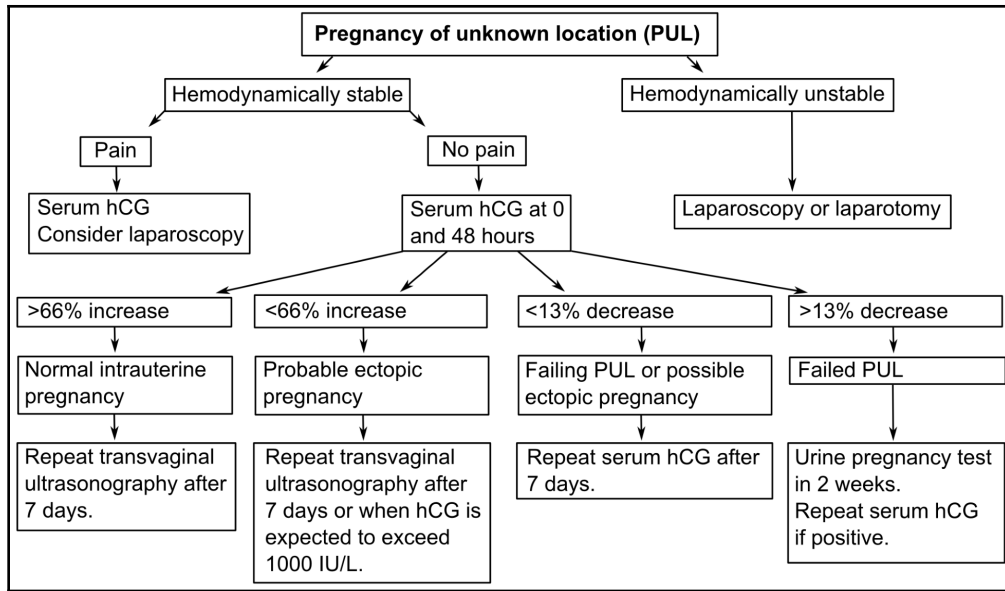 Pregnancy of unknown location (PUL)
Hemodynamically stable
Hemodynamically unstable
Pain
No pain
Serum hCG
Consider laparoscopy
Serum hCG at 0
and 48 hours
Laparoscopy or laparotomy
>66% increase
<66% increase
<13% decrease
>13% decrease
Normal intrauterine
pregnancy
Probable ectopic
pregnancy
Failing PUL or possible
ectopic pregnancy
Failed PUL
Repeat transvaginal
ultrasonography after
7 days.
Repeat transvaginal
ultrasonography after
7 days or when hCG is
expected to exceed
1000 IU/L.
Repeat serum hCG after
7 days.
Urine pregnancy test
in 2 weeks.
Repeat serum hCG
if positive.